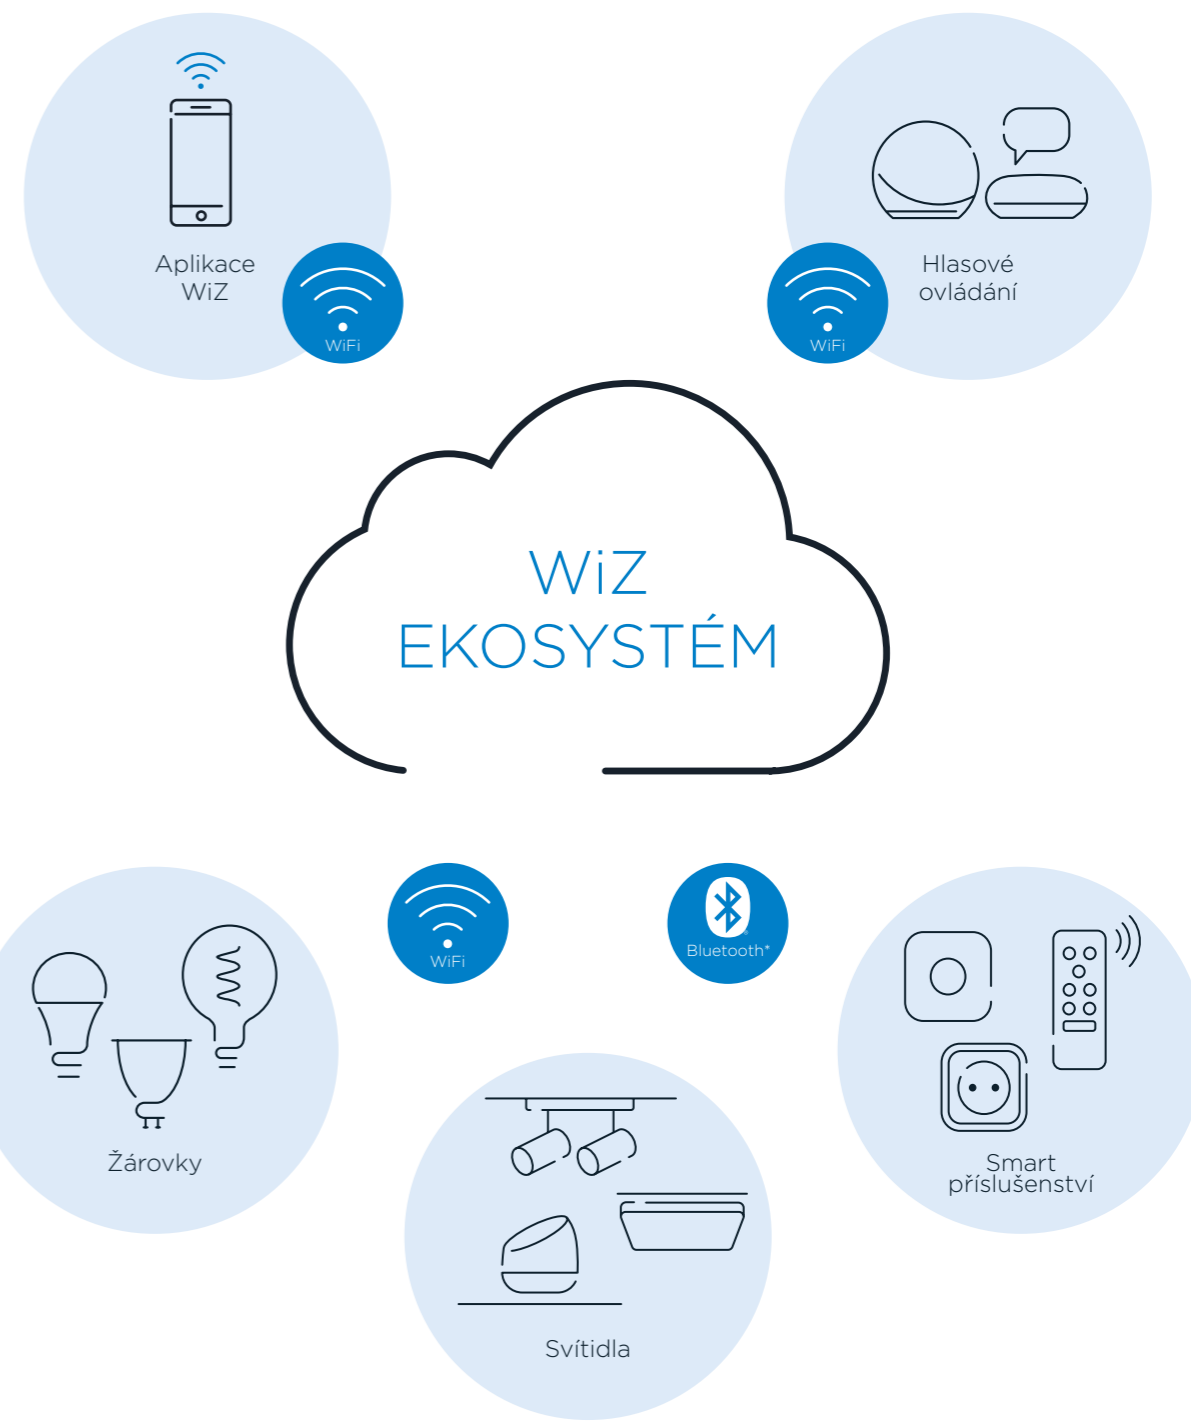 Aplikace
WiZ
WiFi
Hlasové
ovládání
WiFi
WiZ
EKOSYSTÉM
WiFi
Bluetooth*
Žárovky
Svítidla
Smart
příslušenství